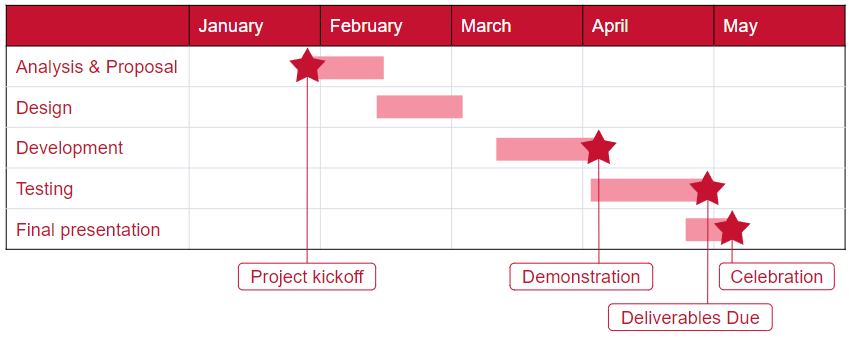 January February March April May
Analysis & Proposal
Design
Development
Testing
Final presentation
Project kickoff Demonstration Celebration
Deliverables Due